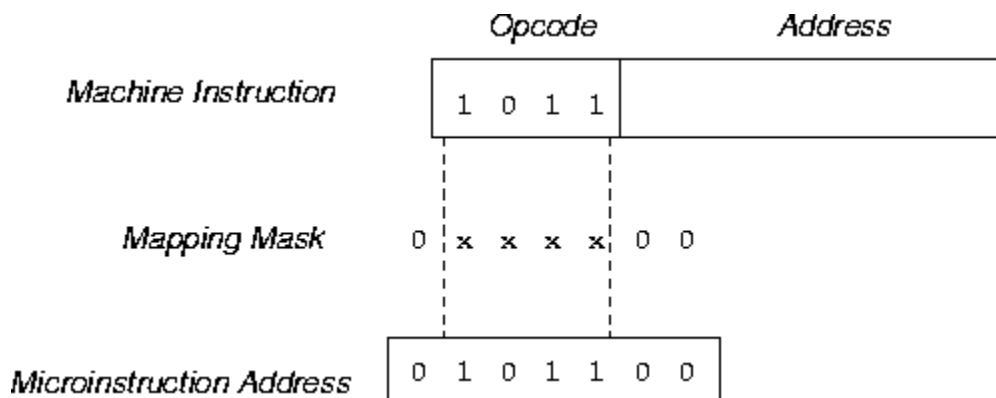 Opcode Address
Machine Instruction 1 0 1 1
Mapping Mask 0 x x x x 0 0
Microinstruction Address 0 1 0 1 1 0 0